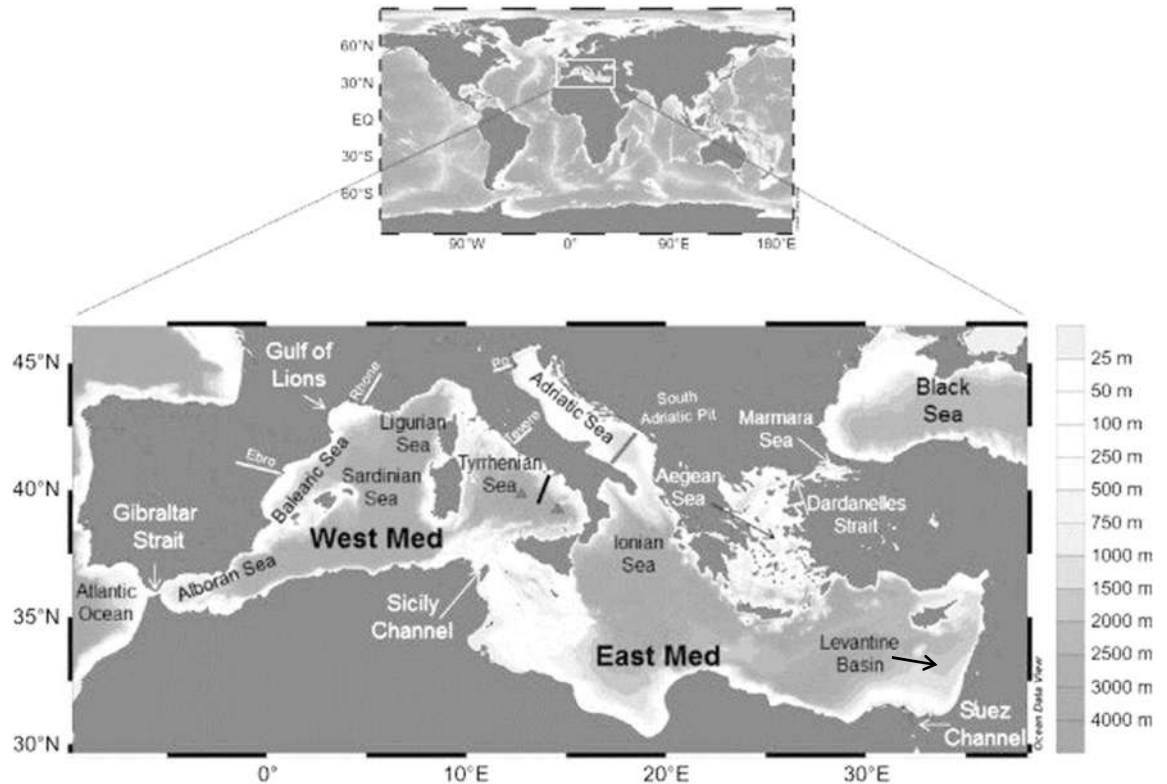 60°N
30°N
EQ
30°S
60°S
90°W
0°
90°E
180°E
45°N
40°N
35°N
30°N
0°
10°E
20°E
30°E
Gulf of
Lions
Rhone
Ebro
Balearic Sea
Ligurian
Sea
Sardinian
Sea
Tyrrhenian
Sea
Tevere
Po
Adriatic Sea
South
Adriatic Pit
Marmara
Sea
Black
Sea
Aegean
Sea
Dardanelles
Strait
Gibraltar
Strait
Atlantic
Ocean
Alboran Sea
West Med
Sicily
Channel
Ionian
Sea
East Med
Levantine
Basin
Suez
Channel
Ocean Data View
25 m
50 m
100 m
250 m
500 m
750 m
1000 m
1500 m
2000 m
2500 m
3000 m
4000 m